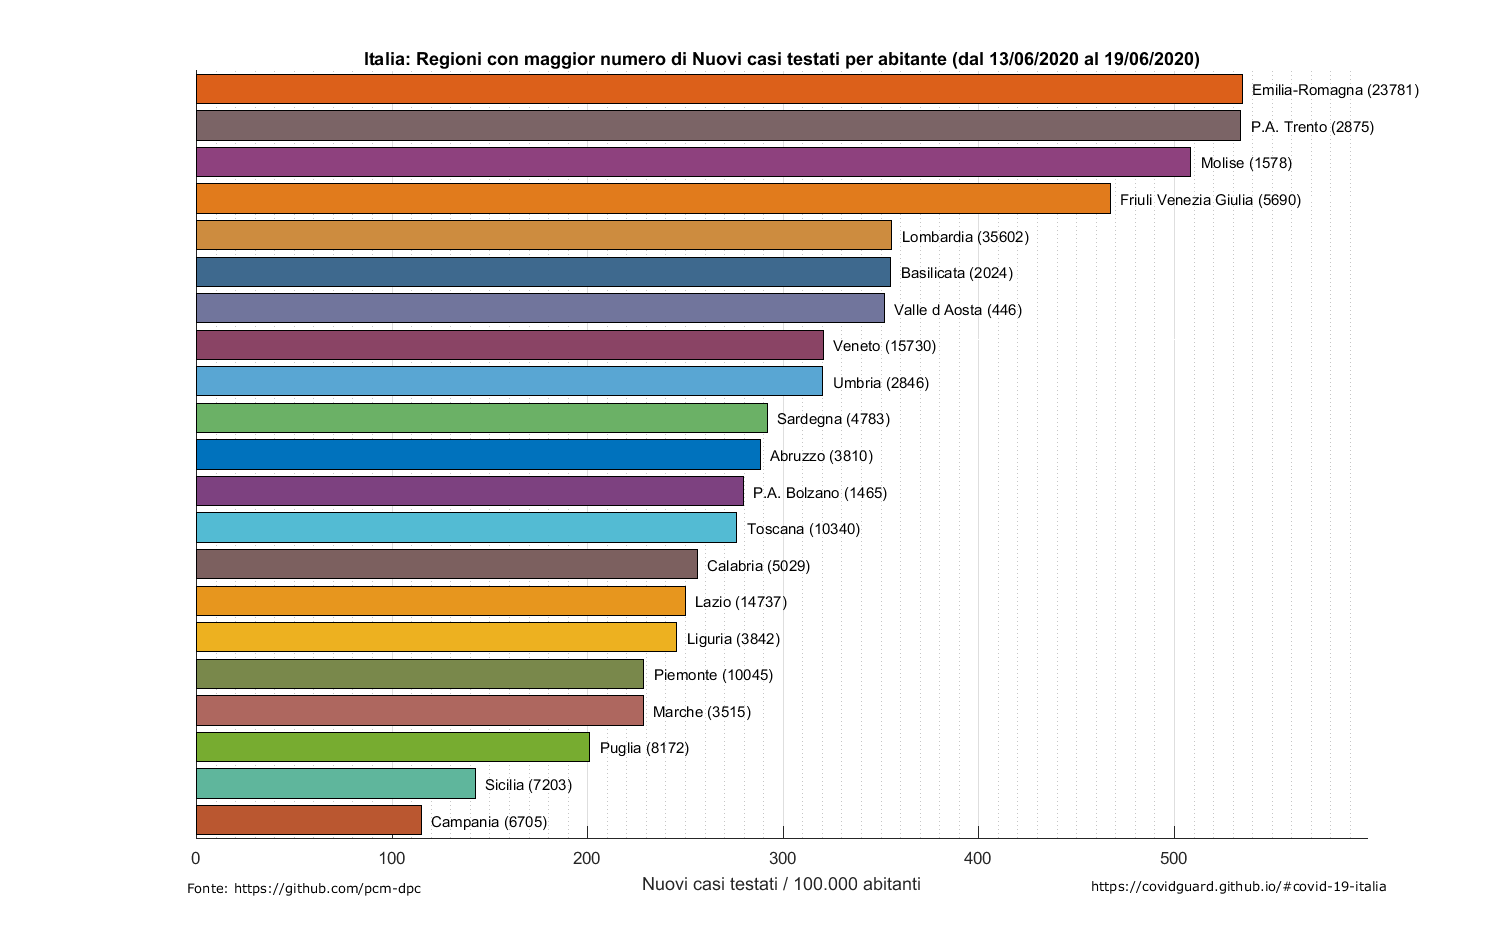 Italia: Regioni con maggior numero di Nuovi casi testati per abitante (dal 13/06/2020 al 19/06/2020)
Emilia-Romagna (23781)
P.A. Trento (2875)
Molise (1578)
Friuli Venezia Giulia (5690)
Lombardia (35602)
Basilicata (2024)
Valle d Aosta (446)
Veneto (15730)
Umbria (2846)
Sardegna (4783)
Abruzzo (3810)
P.A. Bolzano (1465)
Toscana (10340)
Calabria (5029)
Lazio (14737)
Liguria (3842)
Piemonte (10045)
Marche (3515)
Puglia (8172)
Sicilia (7203)
Campania (6705)
0 100 200 300 400 500
Nuovi casi testati / 100.000 abitanti
Fonte: https://github.com/pcm-dpc
https://covidguard.github.io/#covid-19-italia